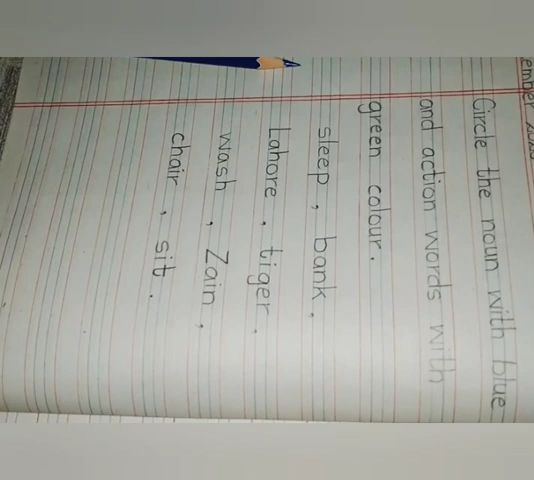 Circle the noun with blue
and action words with
green colour.
sleep, bank,
Lahore, tiger,
wash, Zain,
chair, sit.